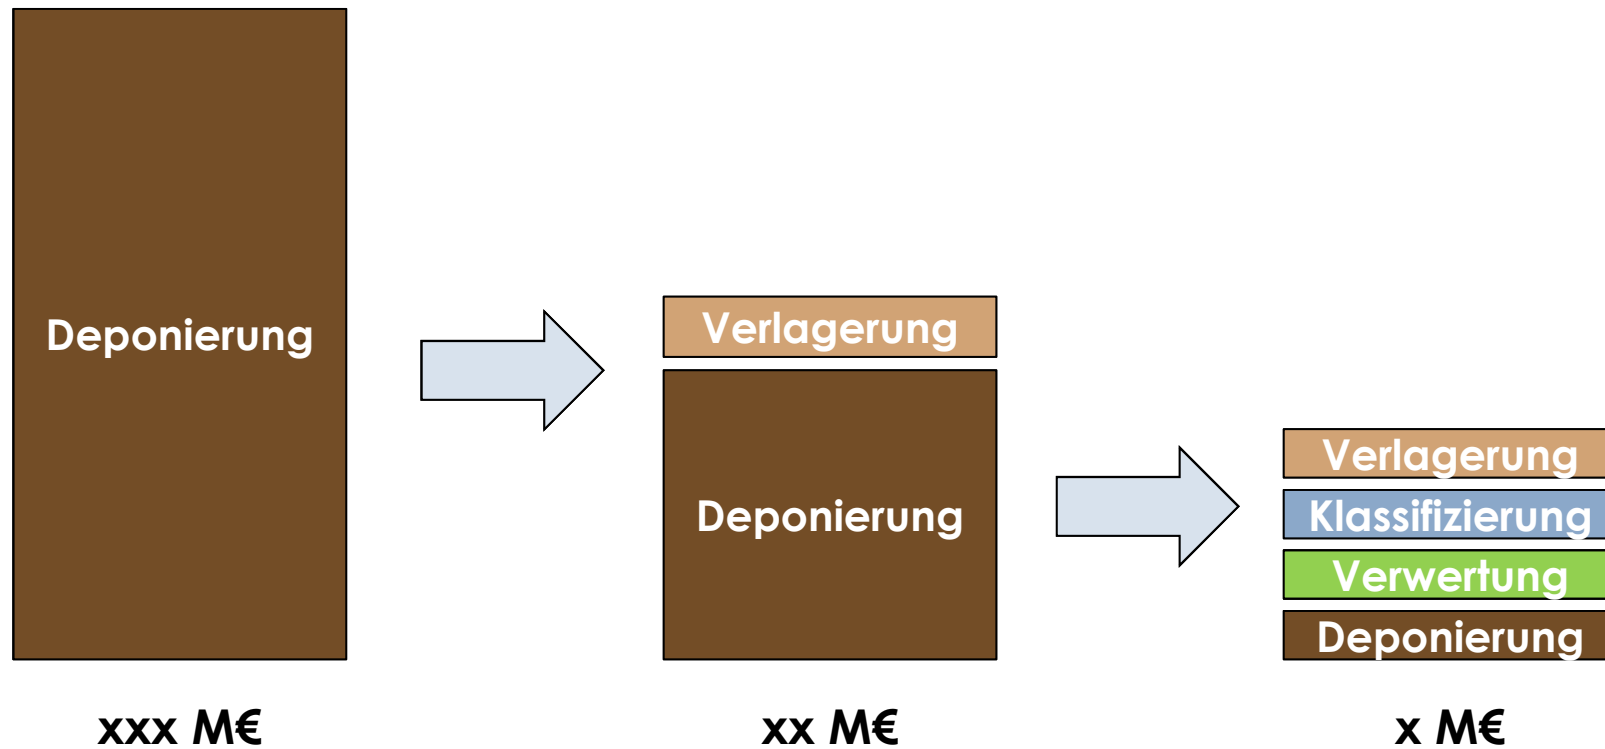 Deponierung
xxx M€
Verlagerung
Deponierung
xx M€
Verlagerung
Klassifizierung
Verwertung
Deponierung
x M€